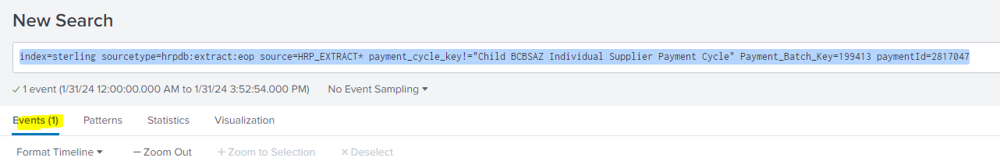 New Search
index=sterling sourcetype=hrpdb:extract:eop source=HRP_EXTRACT* payment_cycle_key!="Child BCBSAZ Individual Supplier Payment Cycle" Payment_Batch_Key=199413 paymentId=2817047
✓ 1 event (1/31/24 12:00:00.000 AM to 1/31/24 3:52:54.000 PM) No Event Sampling ▼
Events (1) Patterns Statistics Visualization
Format Timeline ▼ — Zoom Out + Zoom to Selection × Deselect